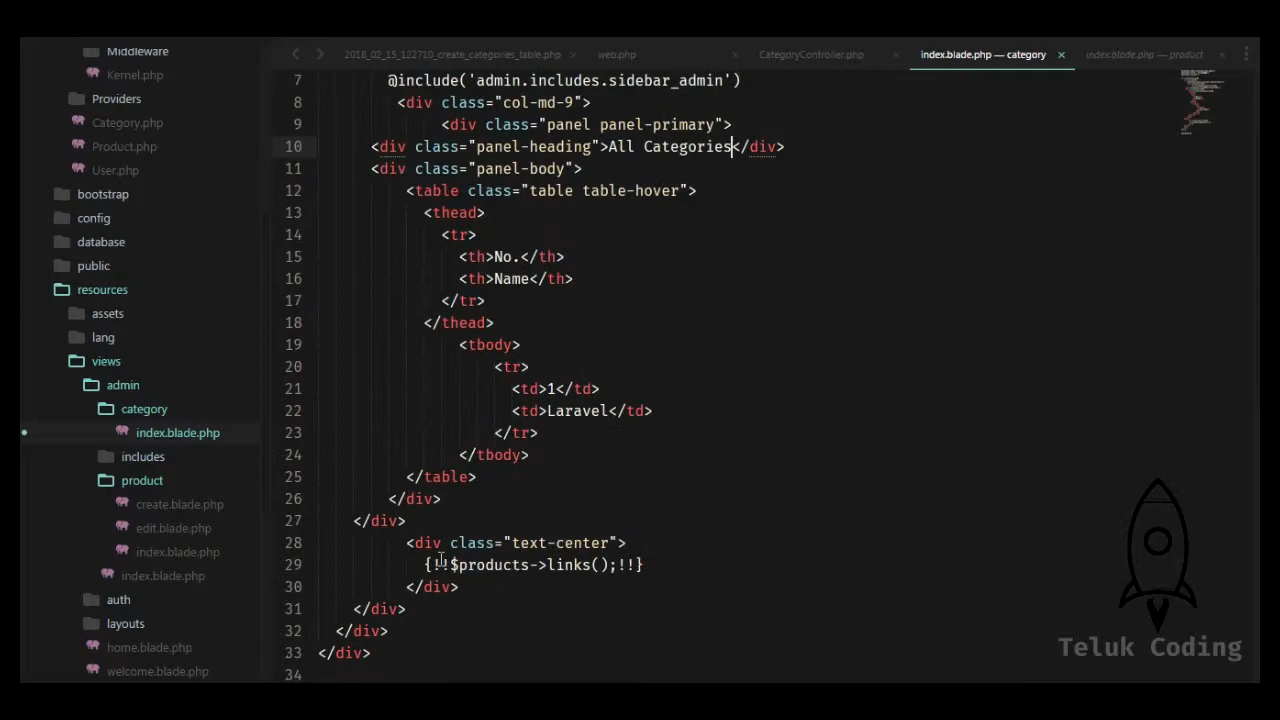 Middleware
Kernel.php
Providers
Category.php
Product.php
User.php
bootstrap
config
database
public
resources
assets
lang
views
admin
category
index.blade.php
includes
product
create.blade.php
edit.blade.php
index.blade.php
index.blade.php
auth
layouts
home.blade.php
welcome.blade.php
2018_02_15_122710_create_categories_table.php × web.php × CategoryController.php × index.blade.php — category × index.blade.php — product ×
7 @include('admin.includes.sidebar_admin')
8 <div class="col-md-9">
9 <div class="panel panel-primary">
10 <div class="panel-heading">All Categories</div>
11 <div class="panel-body">
12 <table class="table table-hover">
13 <thead>
14 <tr>
15 <th>No.</th>
16 <th>Name</th>
17 </tr>
18 </thead>
19 <tbody>
20 <tr>
21 <td>1</td>
22 <td>Laravel</td>
23 </tr>
24 </tbody>
25 </table>
26 </div>
27 </div>
28 <div class="text-center">
29 {!!$products->links();!!}
30 </div>
31 </div>
32 </div>
33 </div>
34
Teluk Coding